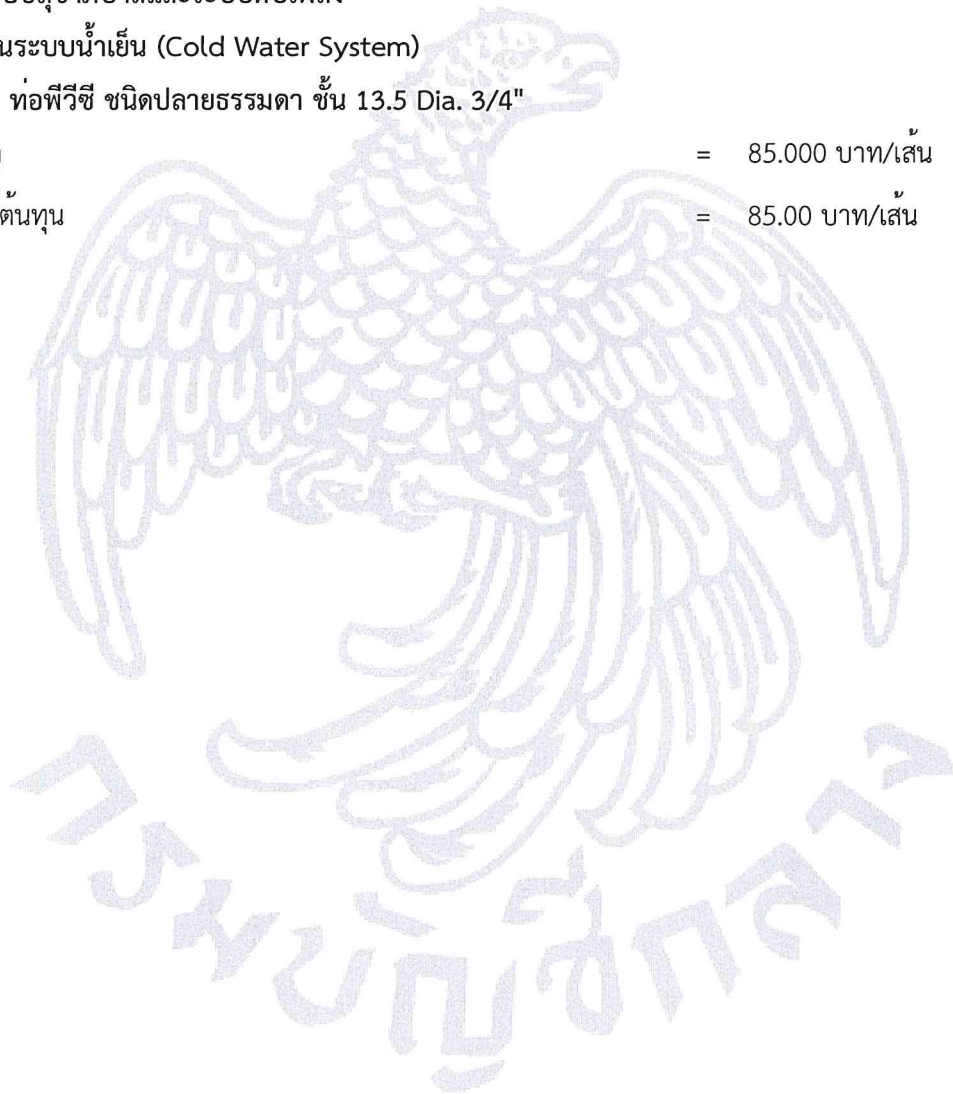 นระบบน้ำเย็น (Cold Water System)
ท่อพีวีซี ชนิดปลายธรรมดา ชั้น 13.5 Dia. 3/4"
= 85.000 บาท/เส้น
ต้นทุน = 85.00 บาท/เส้น
กรมบัญชีกลาง